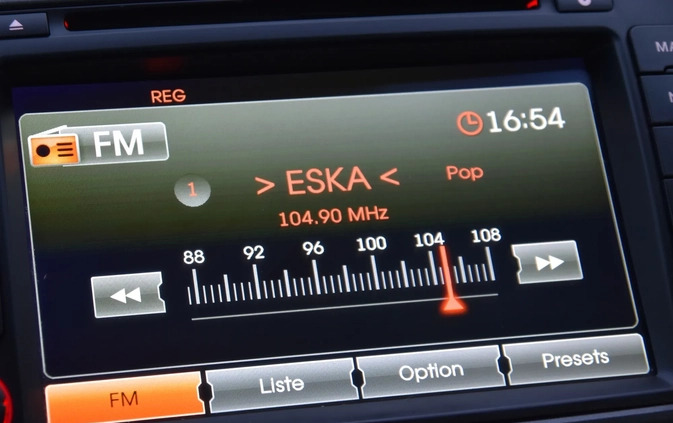 REG
FM
16:54
1
> ESKA <
Pop
104.90 MHz
88 92 96 100 104 108
FM Liste Option Presets